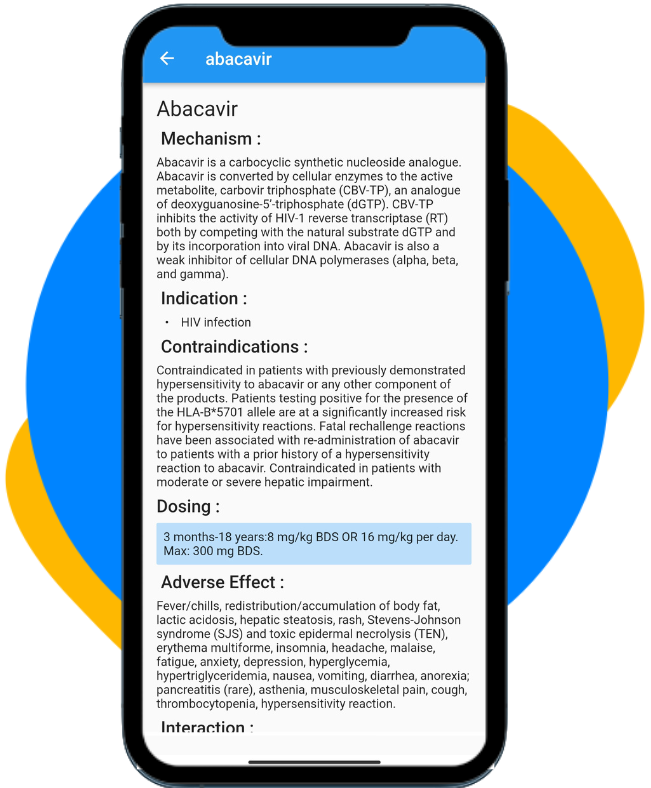 abacavir
Abacavir
Mechanism :
Abacavir is a carbocyclic synthetic nucleoside analogue.
Abacavir is converted by cellular enzymes to the active
metabolite, carbovir triphosphate (CBV-TP), an analogue
of deoxyguanosine-5'-triphosphate (dGTP). CBV-TP
inhibits the activity of HIV-1 reverse transcriptase (RT)
both by competing with the natural substrate dGTP and
by its incorporation into viral DNA. Abacavir is also a
weak inhibitor of cellular DNA polymerases (alpha, beta,
and gamma).
Indication :
• HIV infection
Contraindications :
Contraindicated in patients with previously demonstrated
hypersensitivity to abacavir or any other component of
the products. Patients testing positive for the presence of
the HLA-B*5701 allele are at a significantly increased risk
for hypersensitivity reactions. Fatal rechallenge reactions
have been associated with re-administration of abacavir
to patients with a prior history of a hypersensitivity
reaction to abacavir. Contraindicated in patients with
moderate or severe hepatic impairment.
Dosing :
3 months-18 years:8 mg/kg BDS OR 16 mg/kg per day.
Max: 300 mg BDS.
Adverse Effect :
Fever/chills, redistribution/accumulation of body fat,
lactic acidosis, hepatic steatosis, rash, Stevens-Johnson
syndrome (SJS) and toxic epidermal necrolysis (TEN),
erythema multiforme, insomnia, headache, malaise,
fatigue, anxiety, depression, hyperglycemia,
hypertriglyceridemia, nausea, vomiting, diarrhea, anorexia;
pancreatitis (rare), asthenia, musculoskeletal pain, cough,
thrombocytopenia, hypersensitivity reaction.
Interaction :